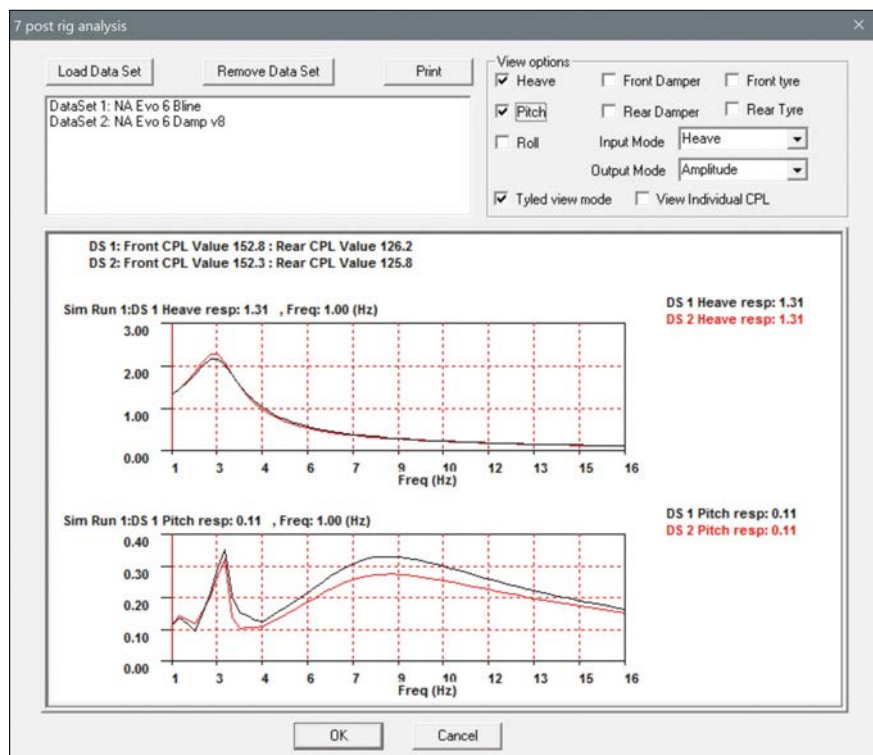 7 post rig analysis
Load Data Set
Remove Data Set
Print
DataSet 1: NA Evo 6 Bline
DataSet 2: NA Evo 6 Damp v8
View options
Heave
Front Damper
Front tyre
Pitch
Rear Damper
Rear Tyre
Roll
Input Mode
Heave
Output Mode
Amplitude
Tyled view mode
View Individual CPL
DS 1: Front CPL Value 152.8 : Rear CPL Value 126.2
DS 2: Front CPL Value 152.3 : Rear CPL Value 125.8
Sim Run 1:DS 1 Heave resp: 1.31 , Freq: 1.00 (Hz)
DS 1 Heave resp: 1.31
DS 2 Heave resp: 1.31
3.00
2.00
1.00
0.00
1 3 4 6 7 9 10 12 13 16
Freq (Hz)
Sim Run 1:DS 1 Pitch resp: 0.11 , Freq: 1.00 (Hz)
DS 1 Pitch resp: 0.11
DS 2 Pitch resp: 0.11
0.40
0.30
0.20
0.10
0.00
1 3 4 6 7 9 10 12 13 15 16
Freq (Hz)
OK
Cancel